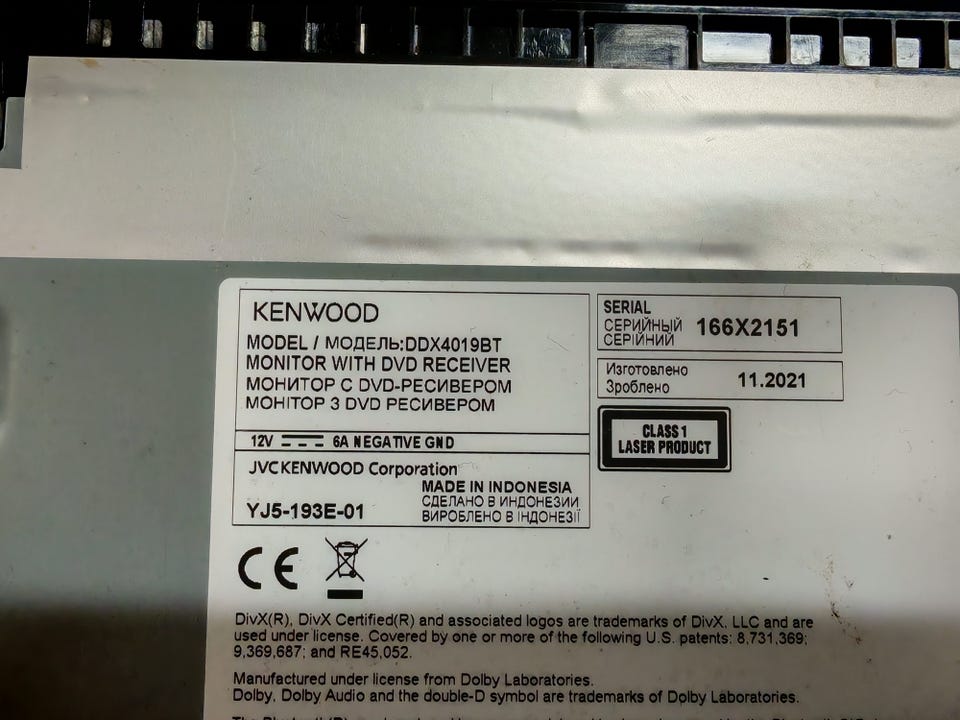 KENWOOD
MODEL / МОДЕЛЬ:DDX4019BT
MONITOR WITH DVD RECEIVER
МОНИТОР С DVD-РЕСИВЕРОМ
МОНІТОР З DVD РЕСИВЕРОМ
12V 6A NEGATIVE GND
JVCKENWOOD Corporation
MADE IN INDONESIA
СДЕЛАНО В ИНДОНЕЗИИ
YJ5-193E-01
ВИРОБЛЕНО В ІНДОНЕЗІЇ
SERIAL
СЕРИЙНЫЙ 166X2151
СЕРІЙНИЙ
Изготовлено
Зроблено 11.2021
CLASS 1
LASER PRODUCT
CE
DivX(R), DivX Certified(R) and associated logos are trademarks of DivX, LLC and are
used under license. Covered by one or more of the following U.S. patents: 8,731,369;
9,369,687; and RE45,052.
Manufactured under license from Dolby Laboratories.
Dolby, Dolby Audio and the double-D symbol are trademarks of Dolby Laboratories.